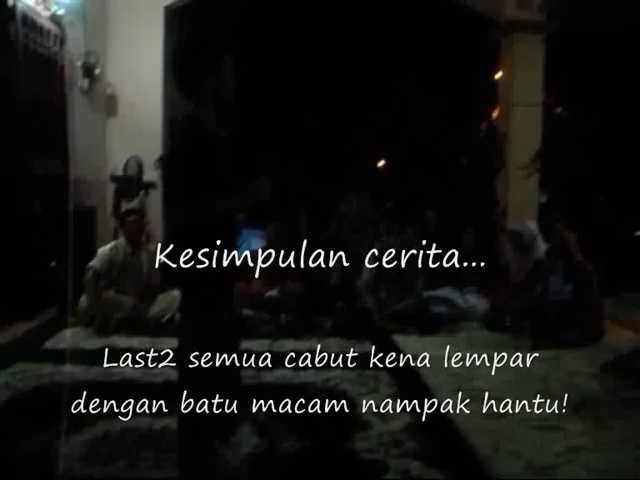 Kesimpulan cerita...
Last2 semua cabut kena lempar
dengan batu macam nampak hantu!